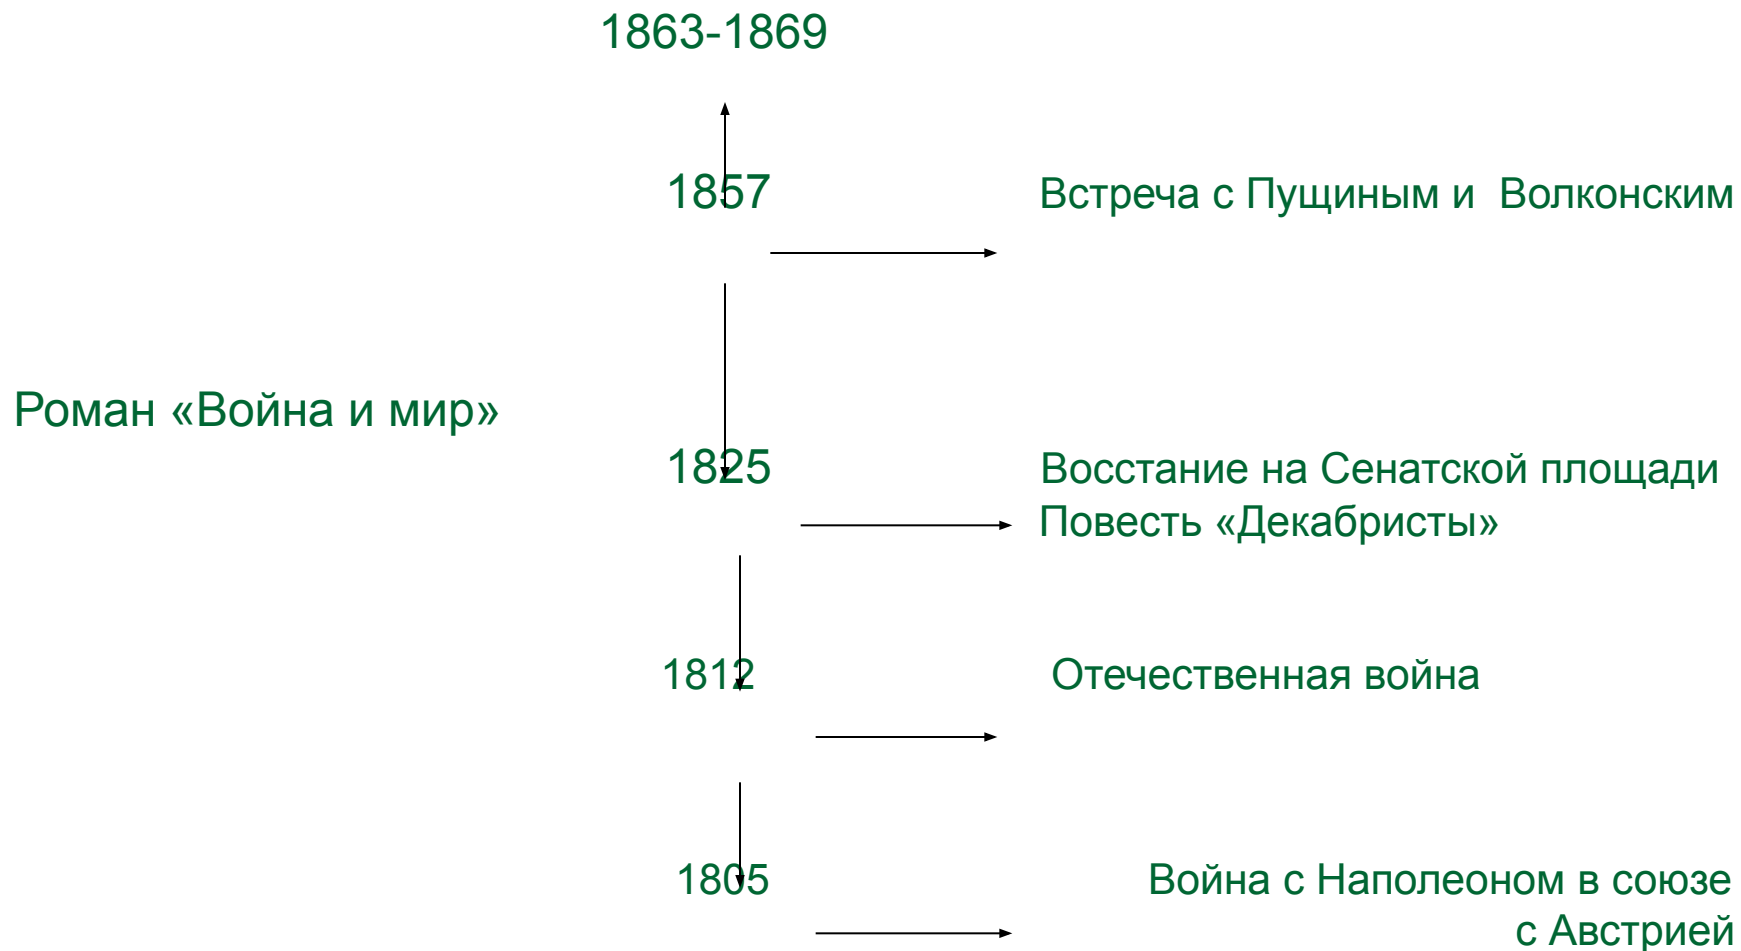 1863-1869
1857
Встреча с Пущиным и Волконским
Роман «Война и мир»
1825
Восстание на Сенатской площади
Повесть «Декабристы»
1812
Отечественная война
1805
Война с Наполеоном в союзе
с Австрией